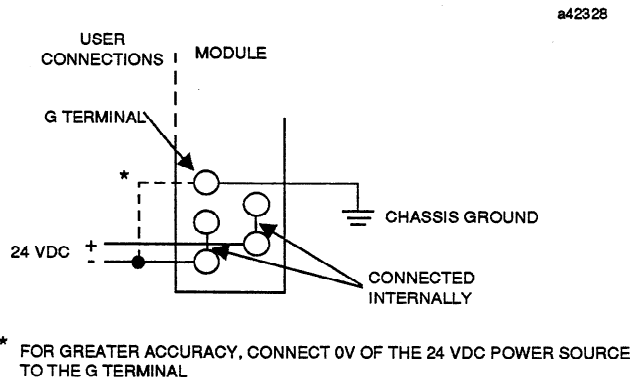 a42328
USER
CONNECTIONS
MODULE
G TERMINAL
*
CHASSIS GROUND
24 VDC
+
-
CONNECTED
INTERNALLY
* FOR GREATER ACCURACY, CONNECT 0V OF THE 24 VDC POWER SOURCE
TO THE G TERMINAL